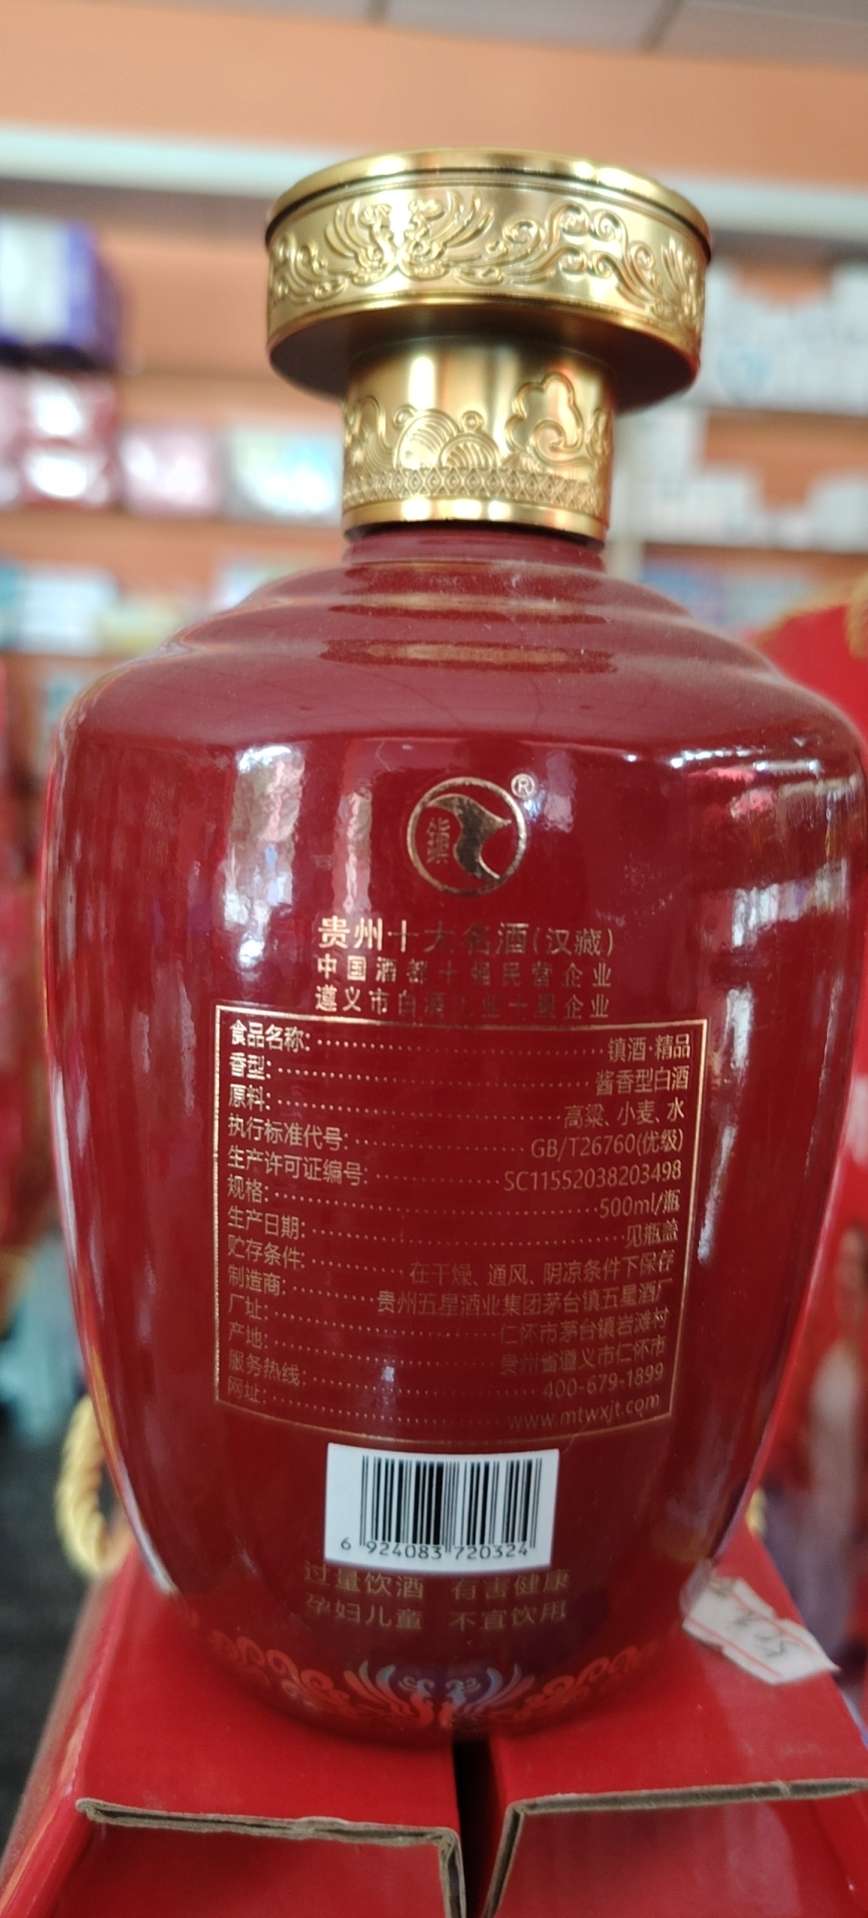 ®
贵州十大名酒（汉藏）
中国酒都十强民营企业
遵义市白酒工业十星企业
食品名称：镇酒·精品
香型：酱香型白酒
原料：高粱、小麦、水
执行标准代号：GB/T26760(优级)
生产许可证编号：SC11552038203498
规格：500ml/瓶
生产日期：见瓶盖
贮存条件：在干燥、通风、阴凉条件下保存
制造商：贵州五星酒业集团茅台镇五星酒厂
厂址：仁怀市茅台镇岩滩村
产地：贵州省遵义市仁怀市
服务热线：400-679-1899
网址：www.mtwxjt.com
6 924083 720324
过量饮酒 有害健康
孕妇儿童 不宜饮用